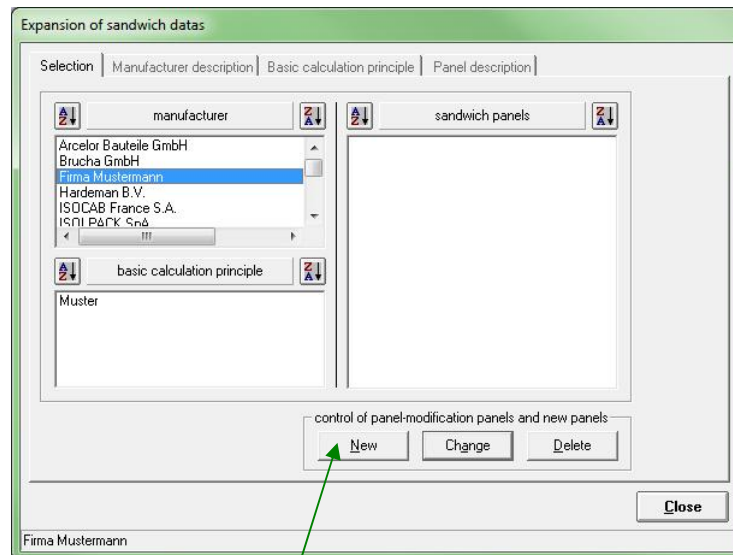 Expansion of sandwich datas
Selection
Manufacturer description
Basic calculation principle
Panel description
manufacturer
Arcelor Bauteile GmbH
Brucha GmbH
Firma Mustermann
Hardeman B.V.
ISOCAB France S.A.
ISOLPACK SpA
basic calculation principle
Muster
sandwich panels
control of panel-modification panels and new panels
New
Change
Delete
Close
Firma Mustermann